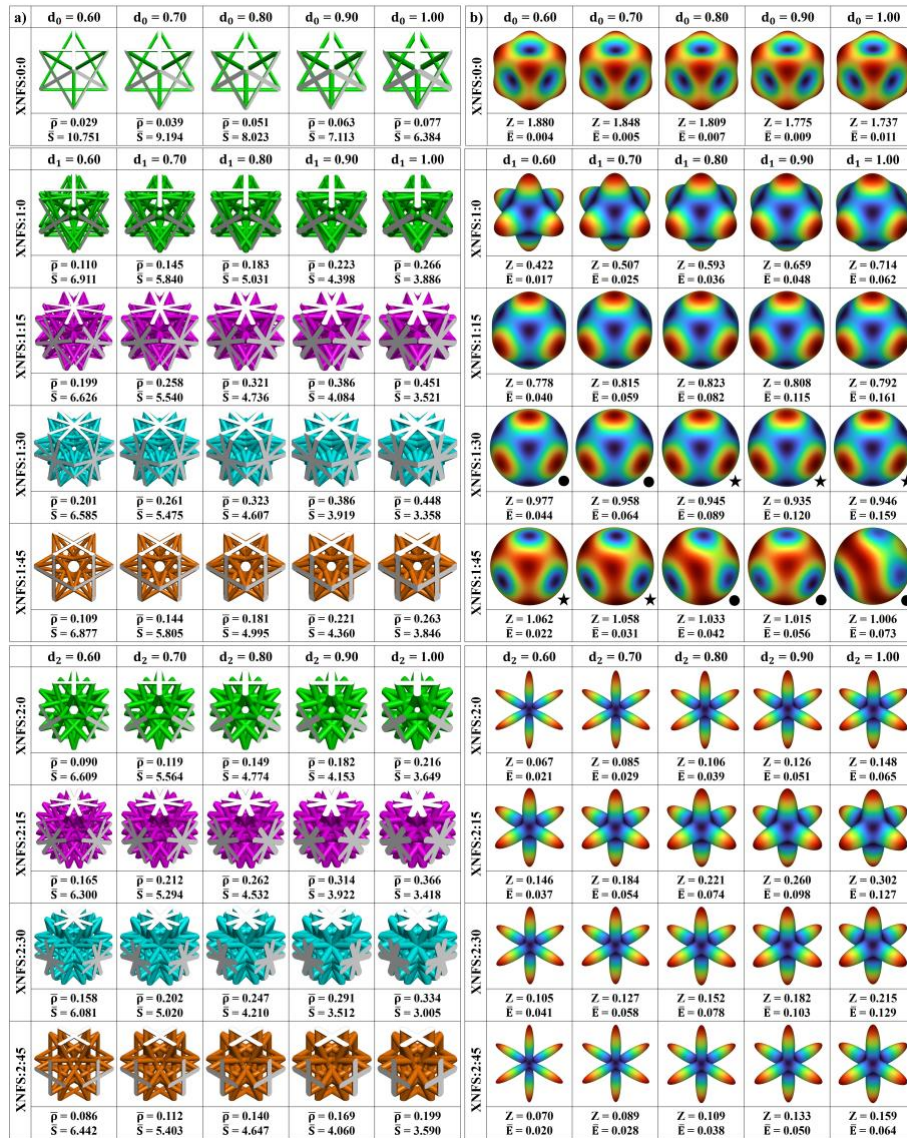 a) d₀ = 0.60 d₀ = 0.70 d₀ = 0.80 d₀ = 0.90 d₀ = 1.00
XNFS:0:0
ρ̄ = 0.029 ρ̄ = 0.039 ρ̄ = 0.051 ρ̄ = 0.063 ρ̄ = 0.077
S̄ = 10.751 S̄ = 9.194 S̄ = 8.023 S̄ = 7.113 S̄ = 6.384
d₁ = 0.60 d₁ = 0.70 d₁ = 0.80 d₁ = 0.90 d₁ = 1.00
XNFS:1:0
ρ̄ = 0.110 ρ̄ = 0.145 ρ̄ = 0.183 ρ̄ = 0.223 ρ̄ = 0.266
S̄ = 6.911 S̄ = 5.840 S̄ = 5.031 S̄ = 4.398 S̄ = 3.886
XNFS:1:15
ρ̄ = 0.199 ρ̄ = 0.258 ρ̄ = 0.321 ρ̄ = 0.386 ρ̄ = 0.451
S̄ = 6.626 S̄ = 5.540 S̄ = 4.736 S̄ = 4.084 S̄ = 3.521
XNFS:1:30
ρ̄ = 0.201 ρ̄ = 0.261 ρ̄ = 0.323 ρ̄ = 0.386 ρ̄ = 0.448
S̄ = 6.585 S̄ = 5.475 S̄ = 4.607 S̄ = 3.919 S̄ = 3.358
XNFS:1:45
ρ̄ = 0.109 ρ̄ = 0.144 ρ̄ = 0.181 ρ̄ = 0.221 ρ̄ = 0.263
S̄ = 6.877 S̄ = 5.805 S̄ = 4.995 S̄ = 4.360 S̄ = 3.846
d₂ = 0.60 d₂ = 0.70 d₂ = 0.80 d₂ = 0.90 d₂ = 1.00
XNFS:2:0
ρ̄ = 0.090 ρ̄ = 0.119 ρ̄ = 0.149 ρ̄ = 0.182 ρ̄ = 0.216
S̄ = 6.609 S̄ = 5.564 S̄ = 4.774 S̄ = 4.153 S̄ = 3.649
XNFS:2:15
ρ̄ = 0.165 ρ̄ = 0.212 ρ̄ = 0.262 ρ̄ = 0.314 ρ̄ = 0.366
S̄ = 6.300 S̄ = 5.294 S̄ = 4.532 S̄ = 3.922 S̄ = 3.418
XNFS:2:30
ρ̄ = 0.158 ρ̄ = 0.202 ρ̄ = 0.247 ρ̄ = 0.291 ρ̄ = 0.334
S̄ = 6.081 S̄ = 5.020 S̄ = 4.210 S̄ = 3.512 S̄ = 3.005
XNFS:2:45
ρ̄ = 0.086 ρ̄ = 0.112 ρ̄ = 0.140 ρ̄ = 0.169 ρ̄ = 0.199
S̄ = 6.442 S̄ = 5.403 S̄ = 4.647 S̄ = 4.060 S̄ = 3.590
b) d₀ = 0.60 d₀ = 0.70 d₀ = 0.80 d₀ = 0.90 d₀ = 1.00
XNFS:0:0
Z = 1.880 Z = 1.848 Z = 1.809 Z = 1.775 Z = 1.737
Ē = 0.004 Ē = 0.005 Ē = 0.007 Ē = 0.009 Ē = 0.011
d₁ = 0.60 d₁ = 0.70 d₁ = 0.80 d₁ = 0.90 d₁ = 1.00
XNFS:1:0
Z = 0.422 Z = 0.507 Z = 0.593 Z = 0.659 Z = 0.714
Ē = 0.017 Ē = 0.025 Ē = 0.036 Ē = 0.048 Ē = 0.062
XNFS:1:15
Z = 0.778 Z = 0.815 Z = 0.823 Z = 0.808 Z = 0.792
Ē = 0.040 Ē = 0.059 Ē = 0.082 Ē = 0.115 Ē = 0.161
XNFS:1:30
Z = 0.977 Z = 0.958 Z = 0.945 Z = 0.935 Z = 0.946
Ē = 0.044 Ē = 0.064 Ē = 0.089 Ē = 0.120 Ē = 0.159
XNFS:1:45
Z = 1.062 Z = 1.058 Z = 1.033 Z = 1.015 Z = 1.006
Ē = 0.022 Ē = 0.031 Ē = 0.042 Ē = 0.056 Ē = 0.073
d₂ = 0.60 d₂ = 0.70 d₂ = 0.80 d₂ = 0.90 d₂ = 1.00
XNFS:2:0
Z = 0.067 Z = 0.085 Z = 0.106 Z = 0.126 Z = 0.148
Ē = 0.021 Ē = 0.029 Ē = 0.039 Ē = 0.051 Ē = 0.065
XNFS:2:15
Z = 0.146 Z = 0.184 Z = 0.221 Z = 0.260 Z = 0.302
Ē = 0.037 Ē = 0.054 Ē = 0.074 Ē = 0.098 Ē = 0.127
XNFS:2:30
Z = 0.105 Z = 0.127 Z = 0.152 Z = 0.182 Z = 0.215
Ē = 0.041 Ē = 0.058 Ē = 0.078 Ē = 0.103 Ē = 0.129
XNFS:2:45
Z = 0.070 Z = 0.089 Z = 0.109 Z = 0.133 Z = 0.159
Ē = 0.020 Ē = 0.028 Ē = 0.038 Ē = 0.050 Ē = 0.064